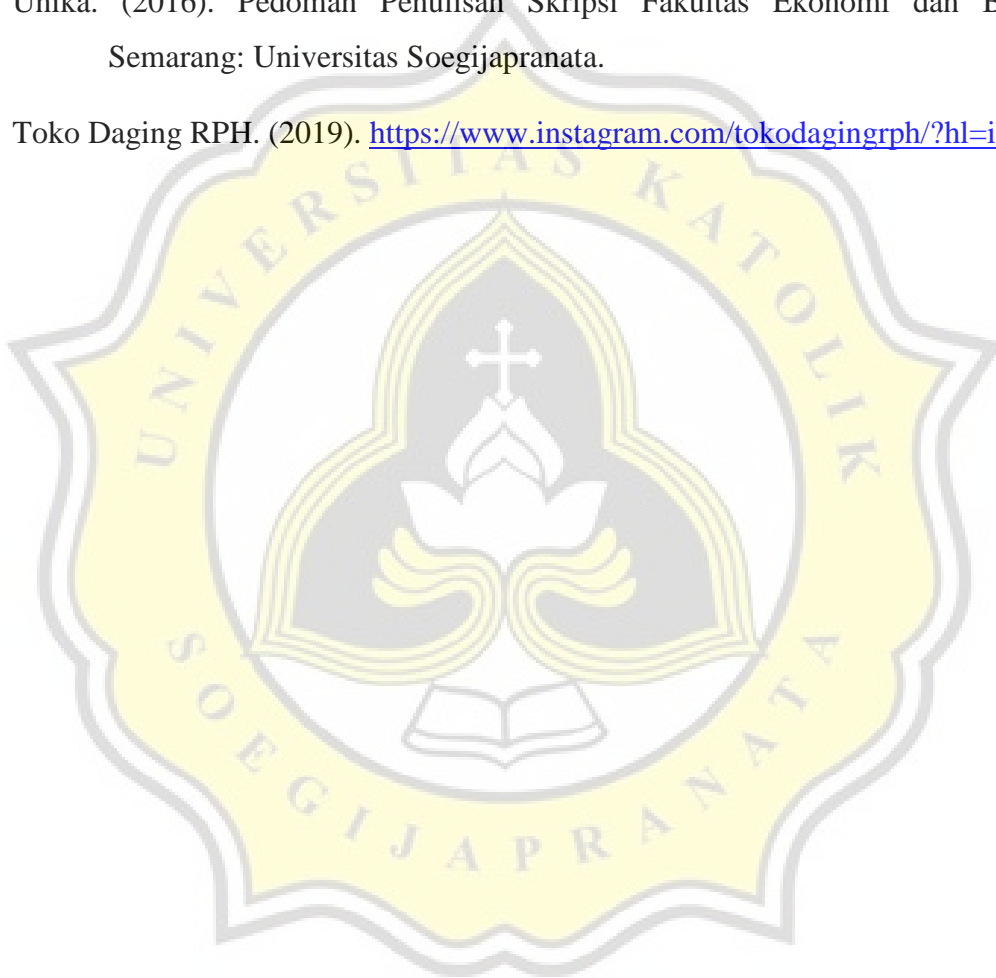 Unika. (2016). Pedoman Penulisan Skripsi Fakultas Ekonomi dan B
Semarang: Universitas Soegijapranata.
Toko Daging RPH. (2019). https://www.instagram.com/tokodagingrph/?hl=i
UNIVERSITAS KATOLIK
SOEGIJAPRANATA